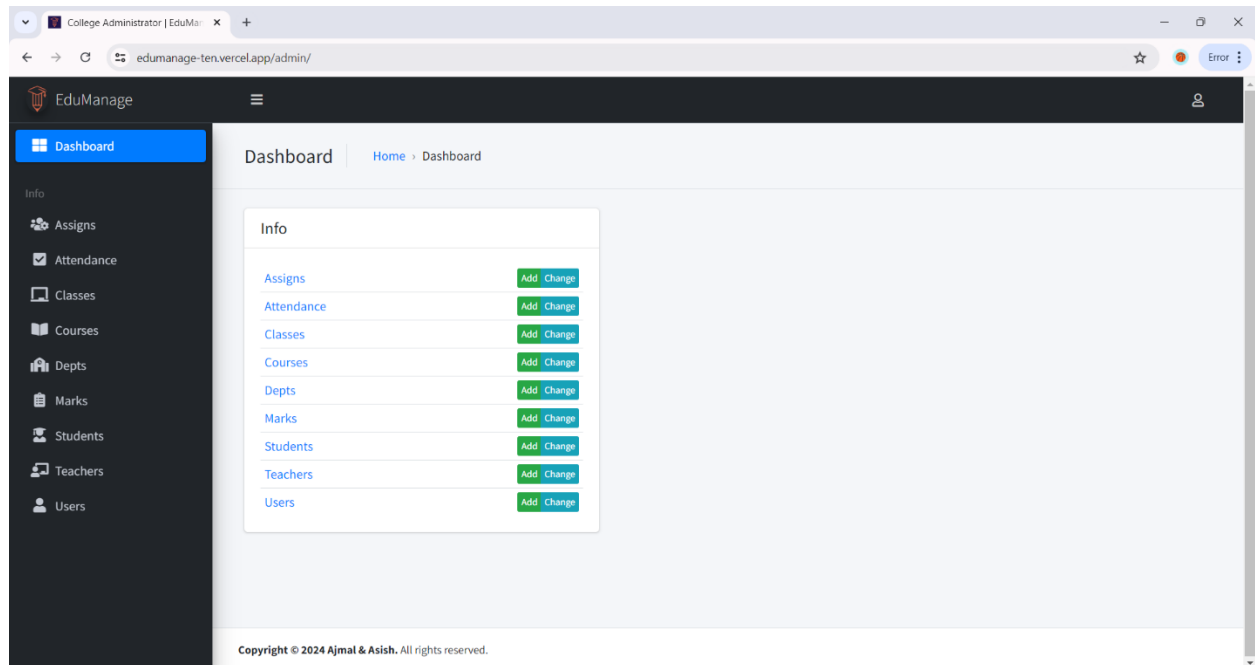 College Administrator | EduMan
edumanage-ten.vercel.app/admin/
Error
EduManage
Dashboard
Info
Assigns
Attendance
Classes
Courses
Depts
Marks
Students
Teachers
Users
Dashboard Home › Dashboard
Info
Assigns Add Change
Attendance Add Change
Classes Add Change
Courses Add Change
Depts Add Change
Marks Add Change
Students Add Change
Teachers Add Change
Users Add Change
Copyright © 2024 Ajmal & Asish. All rights reserved.